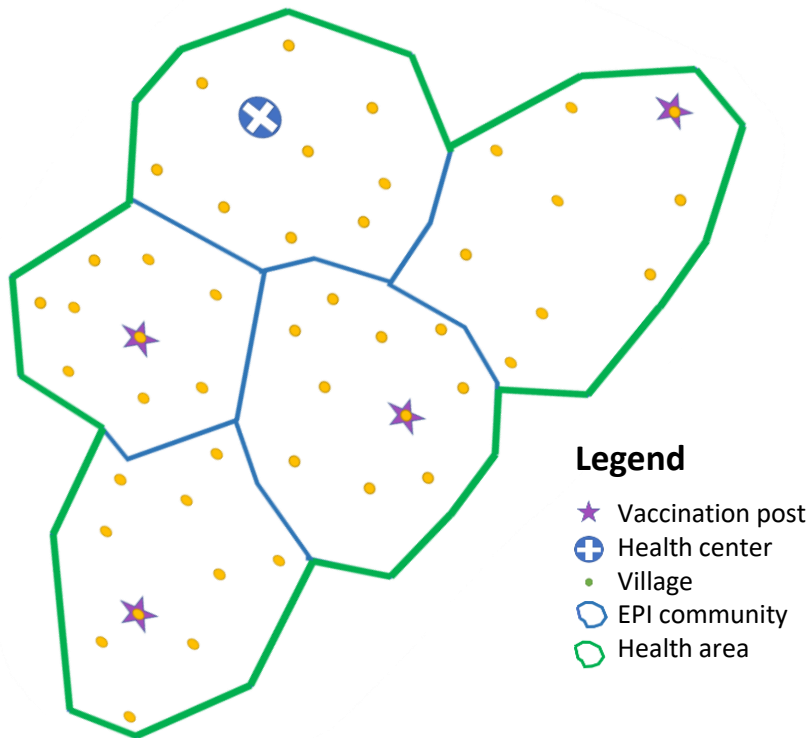 Legend
Vaccination post
Health center
Village
EPI community
Health area